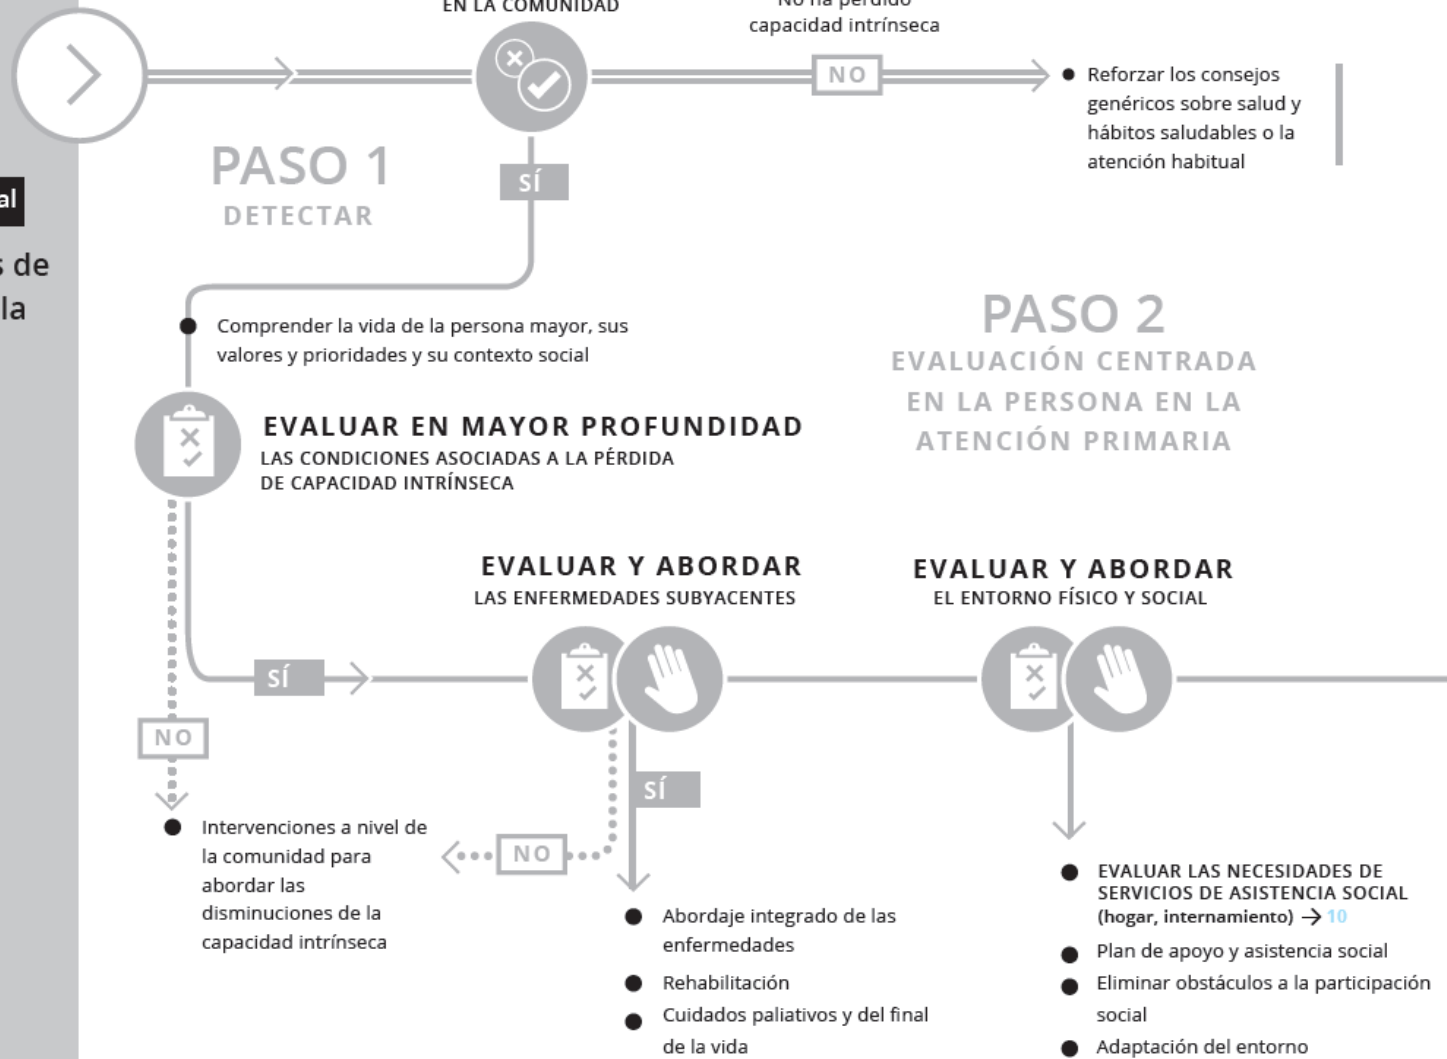 EN LA COMUNIDAD
No ha perdido
capacidad intrínseca
NO
Reforzar los consejos
genéricos sobre salud y
hábitos saludables o la
atención habitual
PASO 1
DETECTAR
SÍ
al
s de
la
Comprender la vida de la persona mayor, sus
valores y prioridades y su contexto social
PASO 2
EVALUACIÓN CENTRADA
EN LA PERSONA EN LA
ATENCIÓN PRIMARIA
EVALUAR EN MAYOR PROFUNDIDAD
LAS CONDICIONES ASOCIADAS A LA PÉRDIDA
DE CAPACIDAD INTRÍNSECA
EVALUAR Y ABORDAR
LAS ENFERMEDADES SUBYACENTES
EVALUAR Y ABORDAR
EL ENTORNO FÍSICO Y SOCIAL
SÍ
NO
SÍ
NO
Intervenciones a nivel de
la comunidad para
abordar las
disminuciones de la
capacidad intrínseca
Abordaje integrado de las
enfermedades
Rehabilitación
Cuidados paliativos y del final
de la vida
EVALUAR LAS NECESIDADES DE
SERVICIOS DE ASISTENCIA SOCIAL
(hogar, internamiento) → 10
Plan de apoyo y asistencia social
Eliminar obstáculos a la participación
social
Adaptación del entorno